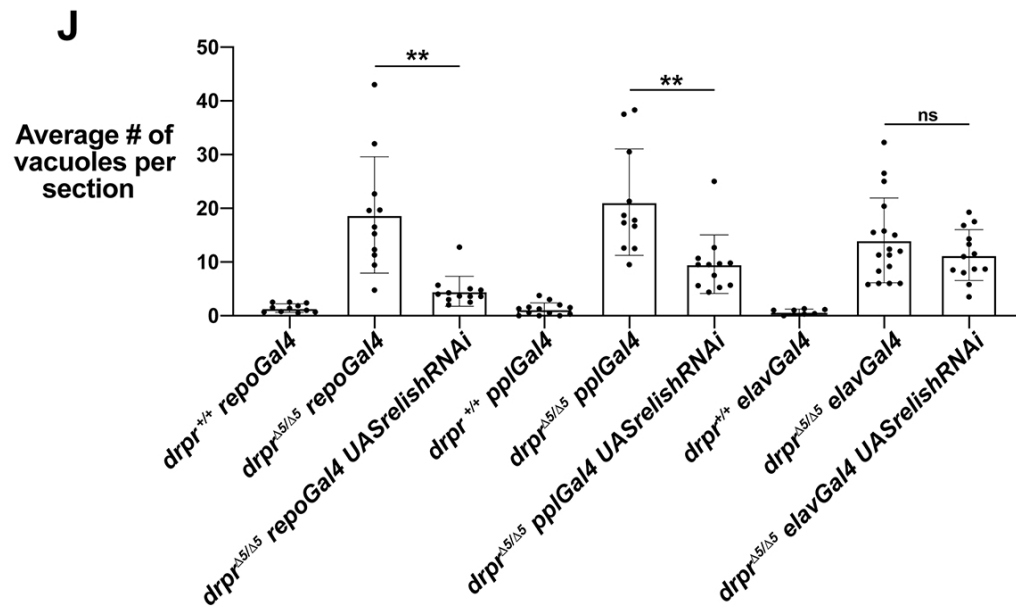 J
Average # of
vacuoles per
section
50
40
30
20
10
0
**
**
ns
drpr+/+ repoGal4
drprΔ5/Δ5 repoGal4
drprΔ5/Δ5 repoGal4 UASrelishRNAi
drpr+/+ pplGal4
drprΔ5/Δ5 pplGal4
drprΔ5/Δ5 pplGal4 UASrelishRNAi
drpr+/+ elavGal4
drprΔ5/Δ5 elavGal4
drprΔ5/Δ5 elavGal4 UASrelishRNAi